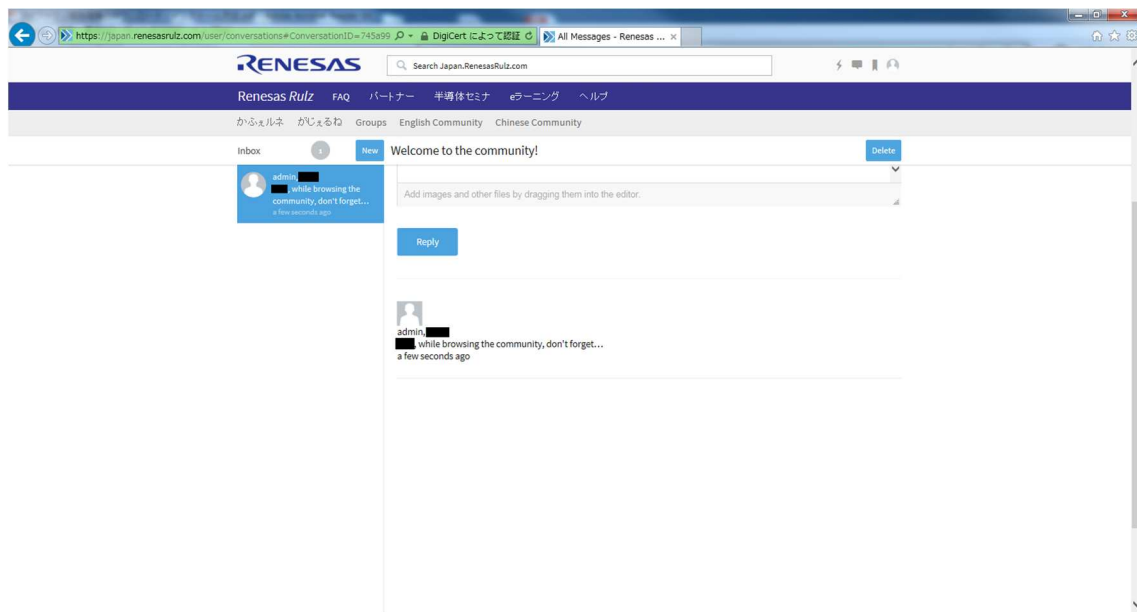 https://japan.renesasrulz.com/user/conversations#ConversationID=745a99
DigiCert によって認証
All Messages - Renesas ...
RENESAS
Search Japan.RenesasRulz.com
Renesas Rulz FAQ パートナー 半導体セミナ eラーニング ヘルプ
かふぇルネ がじぇるね Groups English Community Chinese Community
Inbox 1 New Welcome to the community! Delete
admin,
, while browsing the
community, don't forget...
a few seconds ago
Add images and other files by dragging them into the editor.
Reply
admin,
, while browsing the community, don't forget...
a few seconds ago